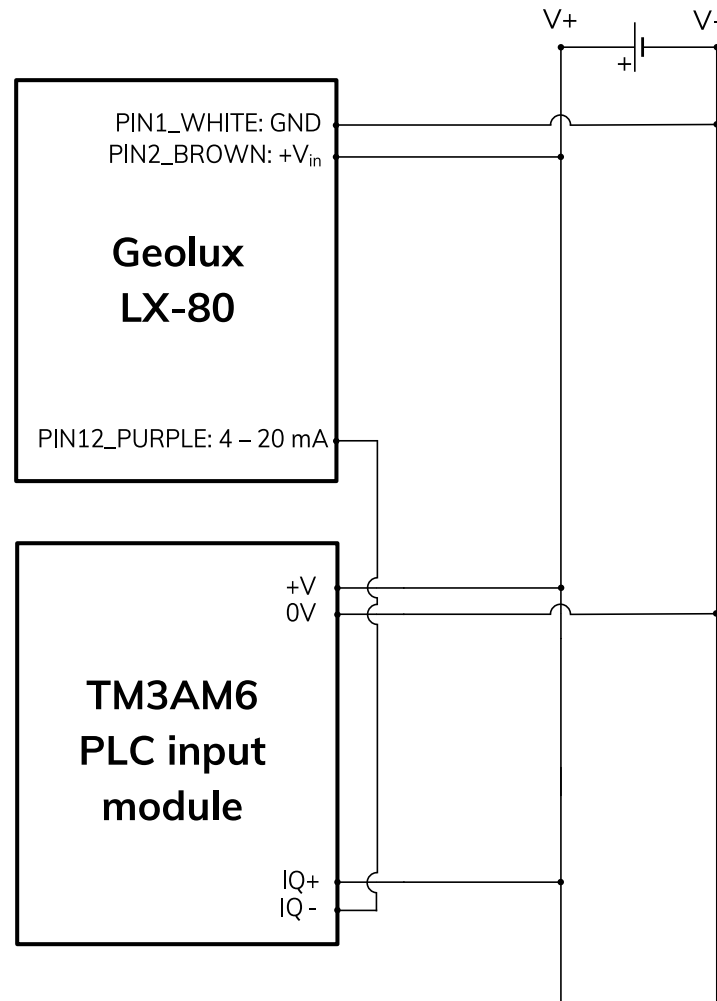 V+ V-
+
PIN1_WHITE: GND
PIN2_BROWN: +Vin
Geolux
LX-80
PIN12_PURPLE: 4 – 20 mA
+V
0V
TM3AM6
PLC input
module
IQ+
IQ -